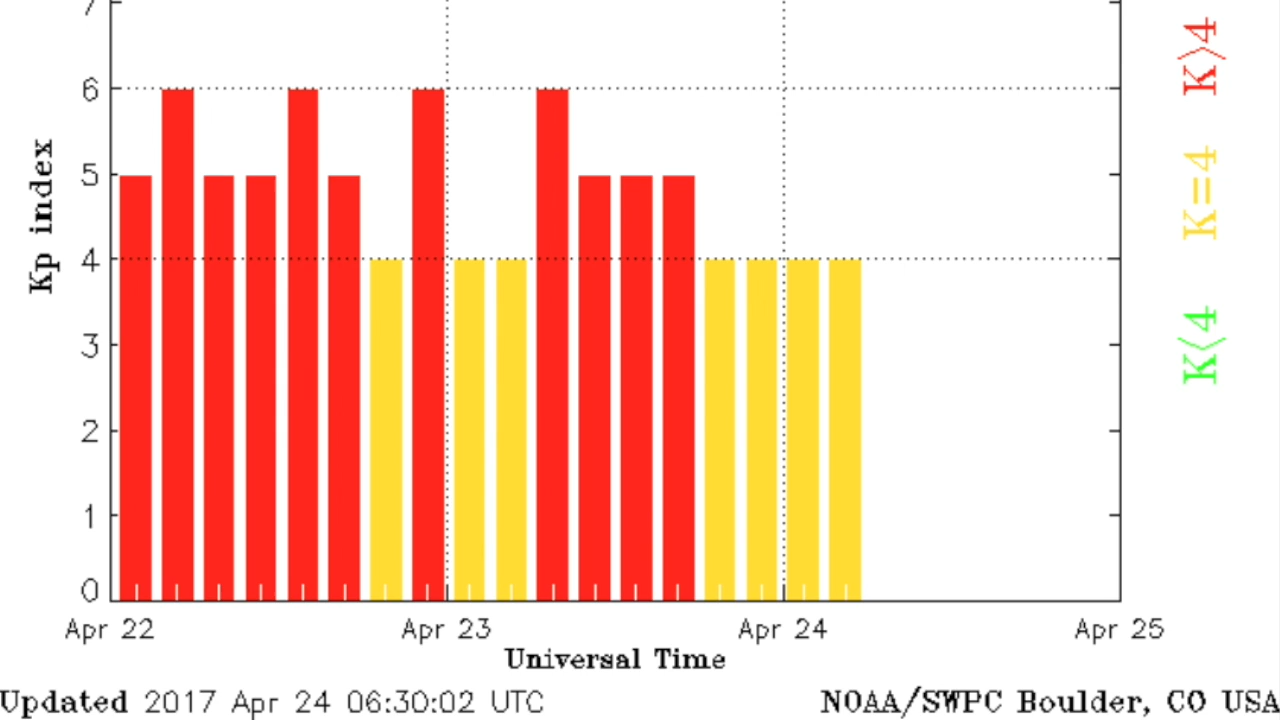 7
6
5
4
3
2
1
0
Kp index
Apr 22 Apr 23 Apr 24 Apr 25
Universal Time
Updated 2017 Apr 24 06:30:02 UTC
NOAA/SWPC Boulder, CO USA
K>4
K=4
K<4